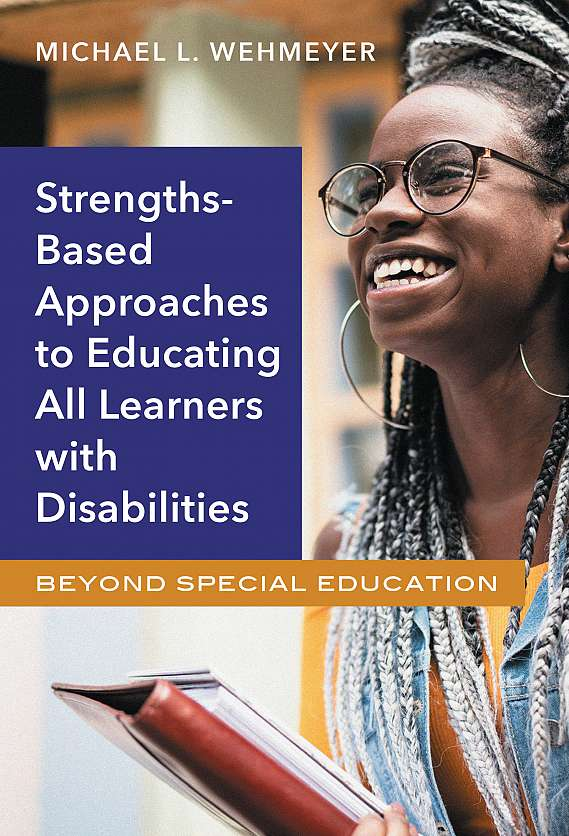 MICHAEL L. WEHMEYER
Strengths-
Based
Approaches
to Educating
All Learners
with
Disabilities
BEYOND SPECIAL EDUCATION